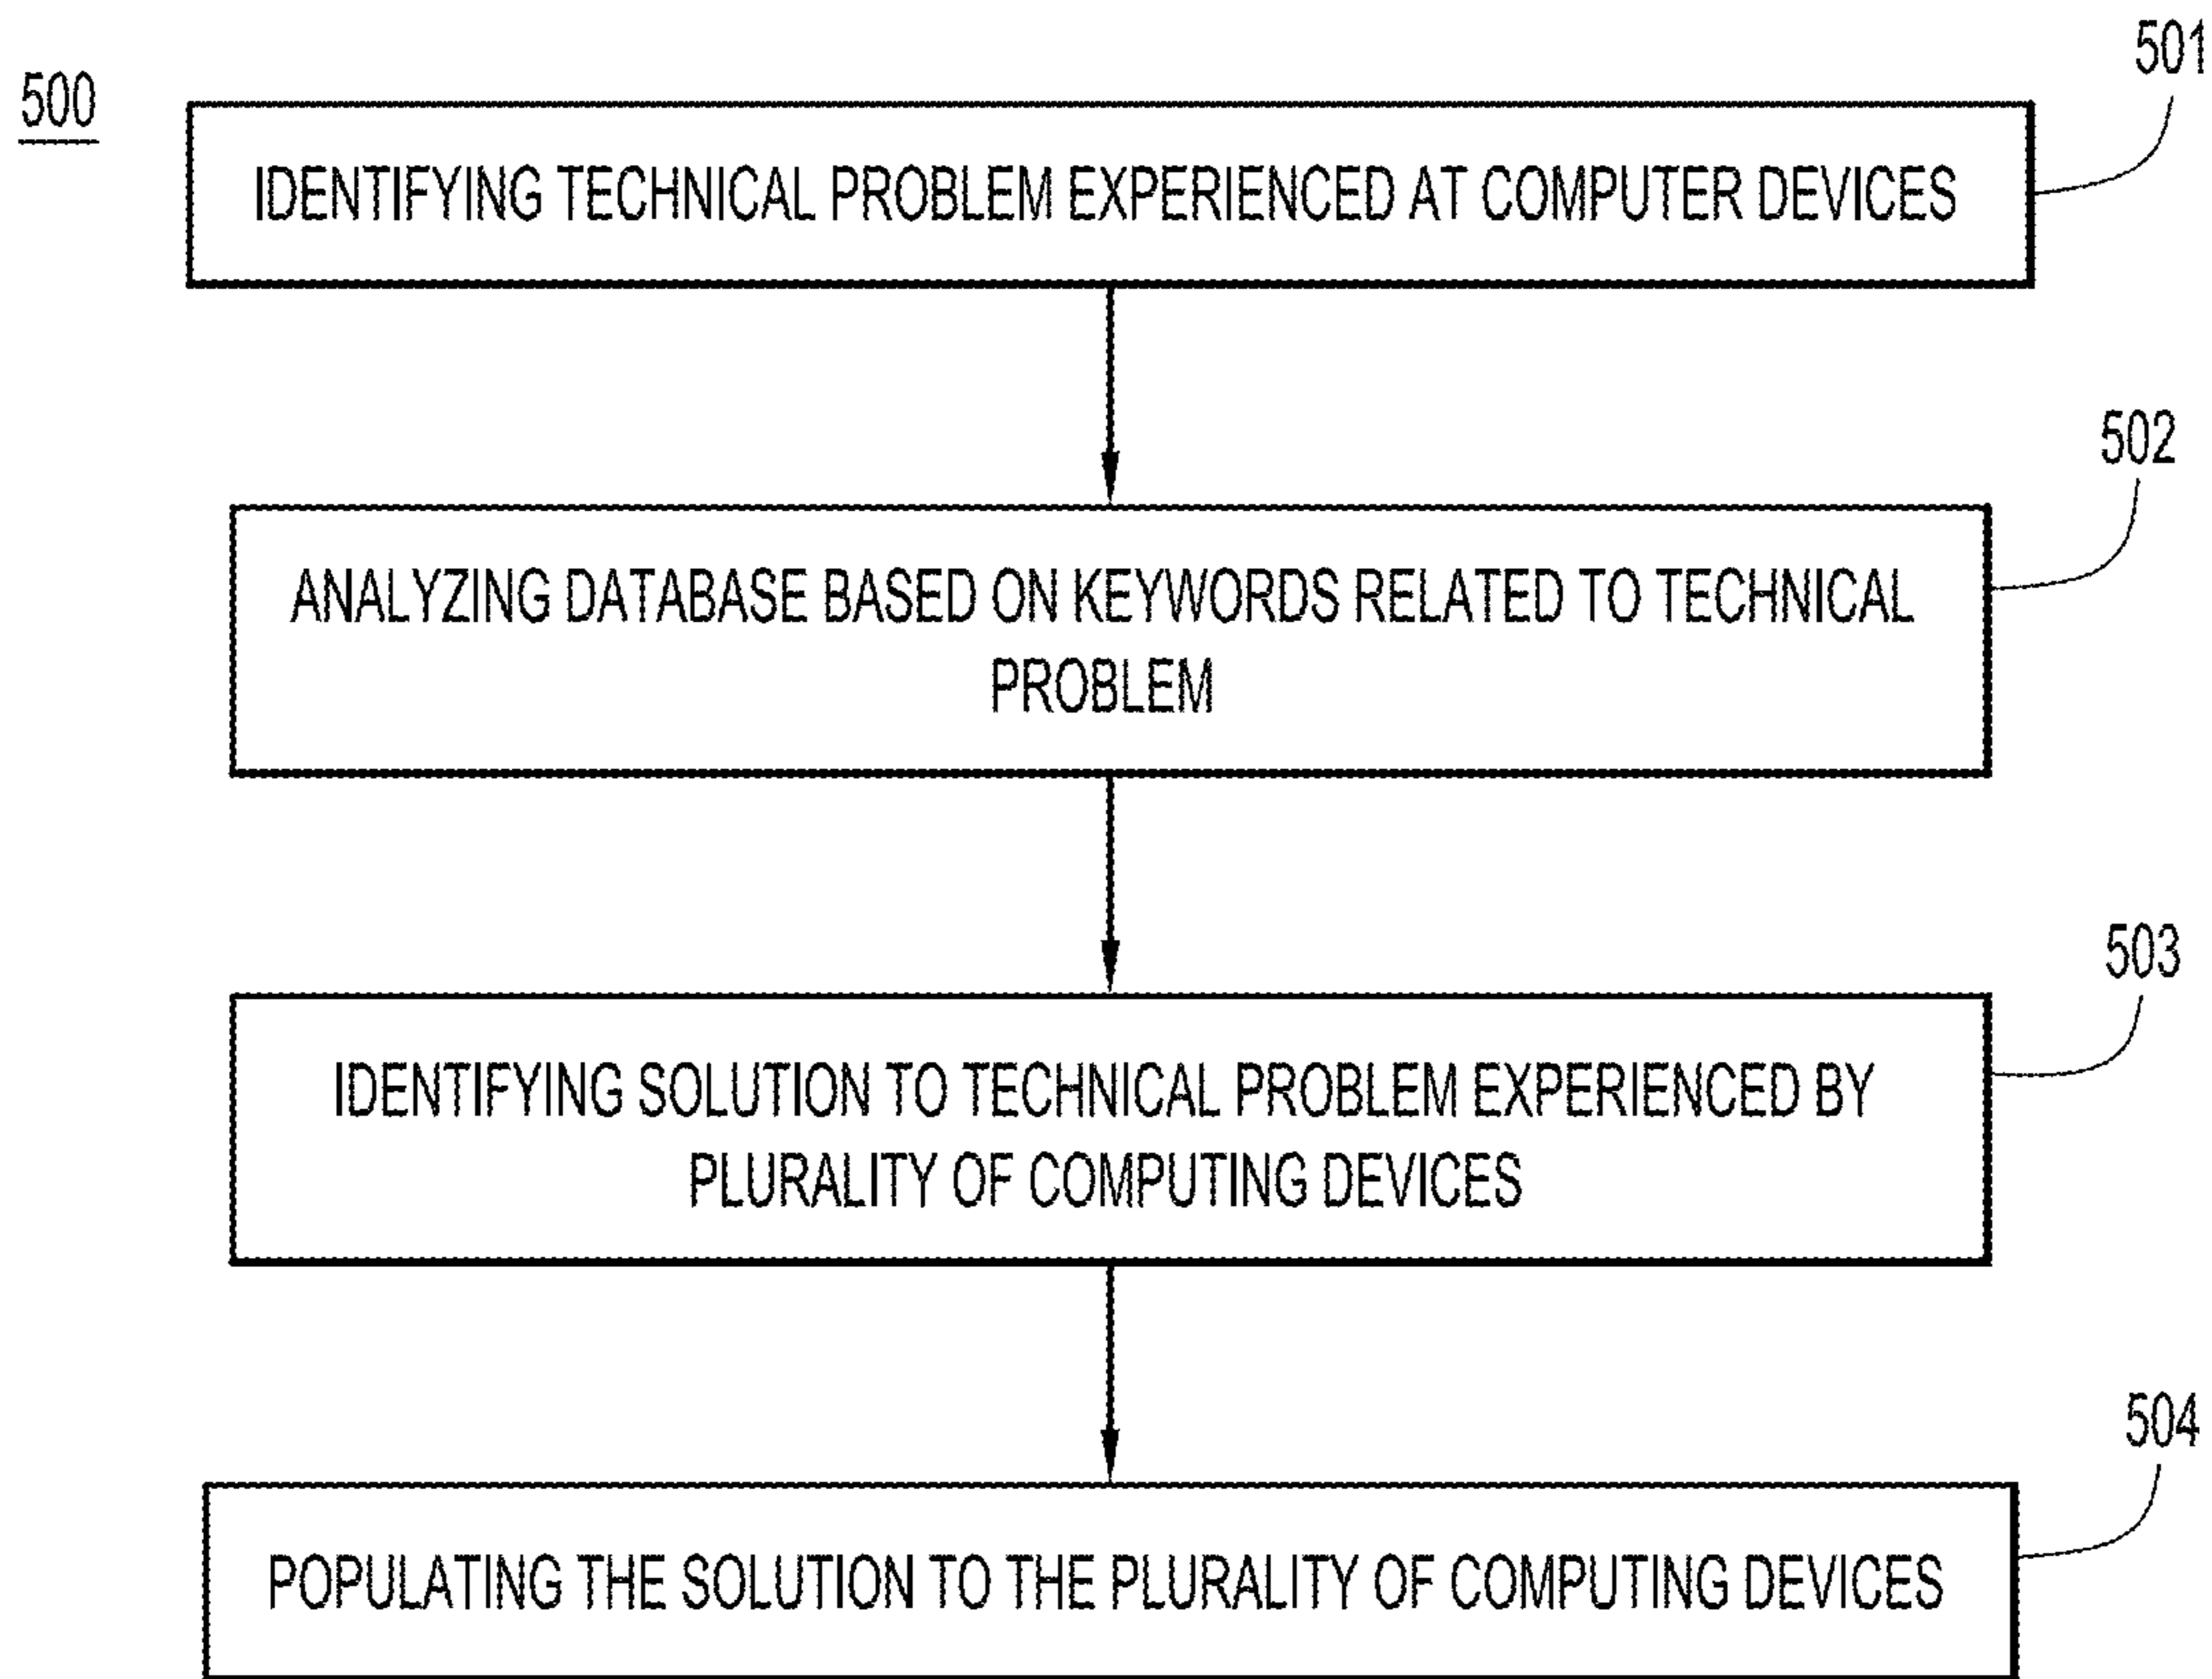 500
501
IDENTIFYING TECHNICAL PROBLEM EXPERIENCED AT COMPUTER DEVICES
502
ANALYZING DATABASE BASED ON KEYWORDS RELATED TO TECHNICAL
PROBLEM
503
IDENTIFYING SOLUTION TO TECHNICAL PROBLEM EXPERIENCED BY
PLURALITY OF COMPUTING DEVICES
504
POPULATING THE SOLUTION TO THE PLURALITY OF COMPUTING DEVICES